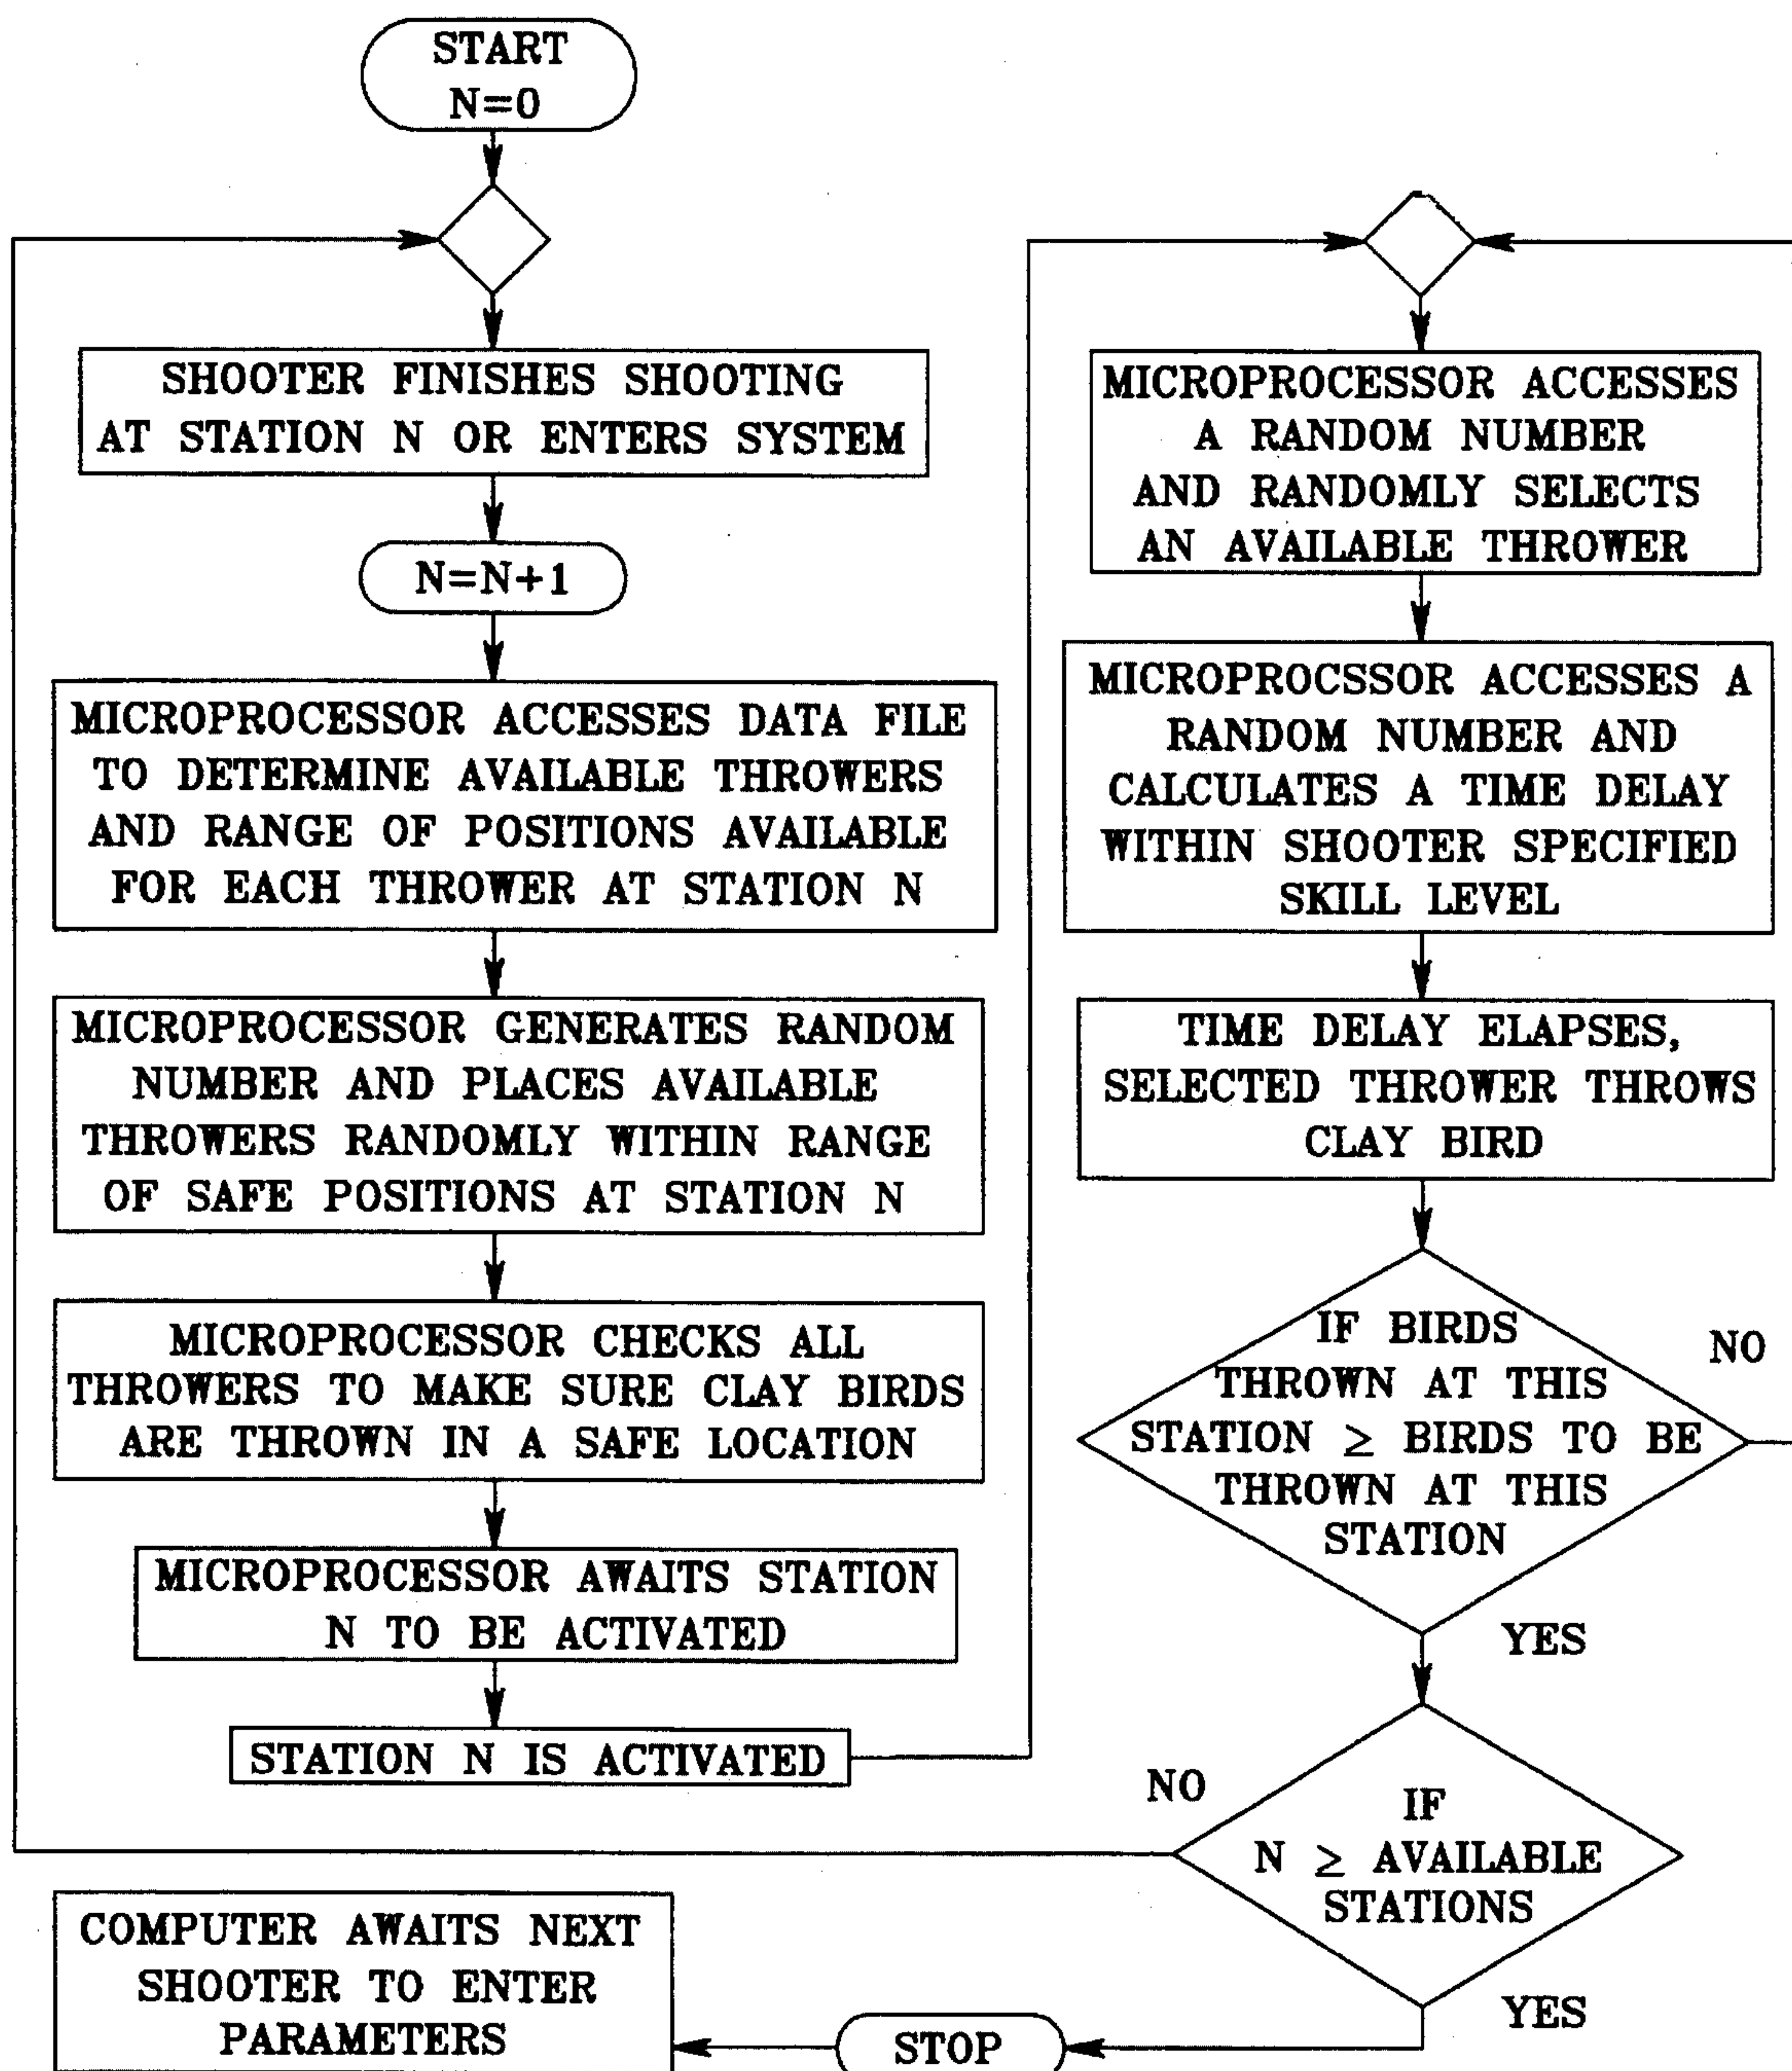 START
N=0
SHOOTER FINISHES SHOOTING
AT STATION N OR ENTERS SYSTEM
N=N+1
MICROPROCESSOR ACCESSES DATA FILE
TO DETERMINE AVAILABLE THROWERS
AND RANGE OF POSITIONS AVAILABLE
FOR EACH THROWER AT STATION N
MICROPROCESSOR GENERATES RANDOM
NUMBER AND PLACES AVAILABLE
THROWERS RANDOMLY WITHIN RANGE
OF SAFE POSITIONS AT STATION N
MICROPROCESSOR CHECKS ALL
THROWERS TO MAKE SURE CLAY BIRDS
ARE THROWN IN A SAFE LOCATION
MICROPROCESSOR AWAITS STATION
N TO BE ACTIVATED
STATION N IS ACTIVATED
MICROPROCESSOR ACCESSES
A RANDOM NUMBER
AND RANDOMLY SELECTS
AN AVAILABLE THROWER
MICROPROCSSOR ACCESSES A
RANDOM NUMBER AND
CALCULATES A TIME DELAY
WITHIN SHOOTER SPECIFIED
SKILL LEVEL
TIME DELAY ELAPSES,
SELECTED THROWER THROWS
CLAY BIRD
IF BIRDS
THROWN AT THIS
STATION ≥ BIRDS TO BE
THROWN AT THIS
STATION
NO
YES
IF
N ≥ AVAILABLE
STATIONS
NO
YES
STOP
COMPUTER AWAITS NEXT
SHOOTER TO ENTER
PARAMETERS